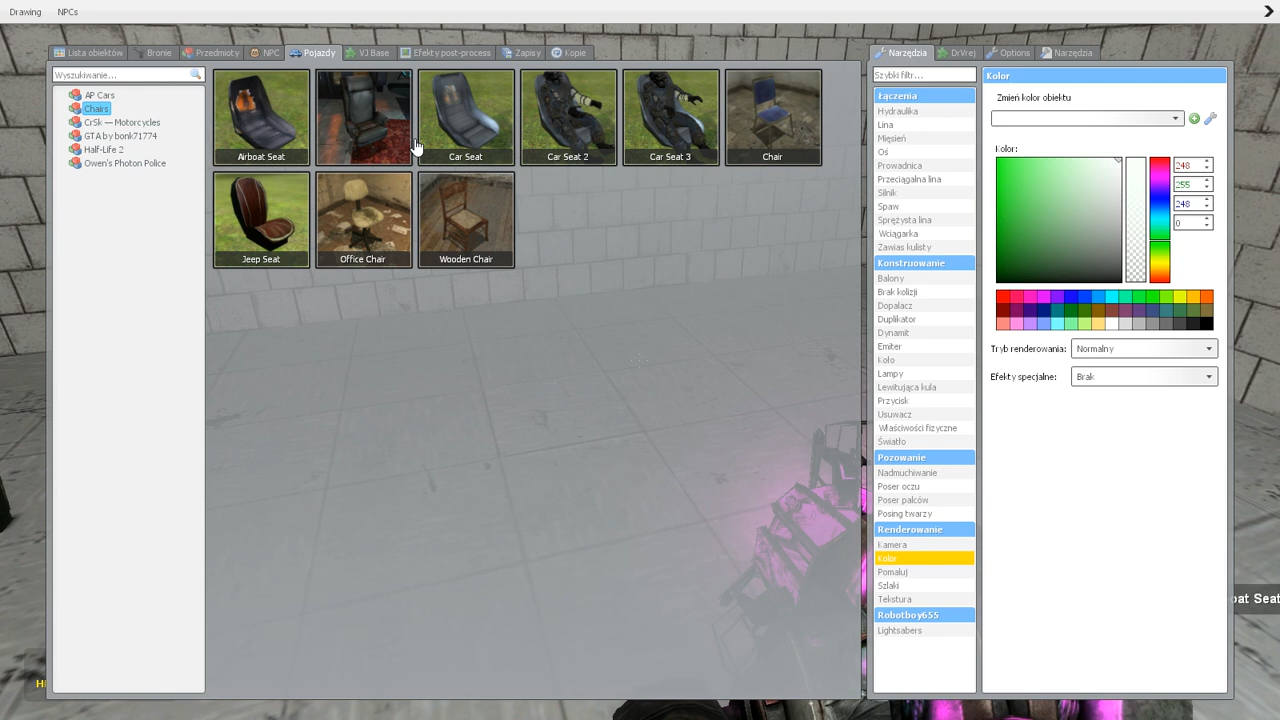 Drawing NPCs
Lista obiektów Bronie Przedmioty NPC Pojazdy VJ Base Efekty post-process Zapisy Kopie
Narzędzia DrVrej Options Narzędzia
Wyszukiwanie...
AP Cars
Chairs
CrSk — Motorcycles
GTA by bonk71774
Half-Life 2
Owen's Photon Police
Airboat Seat
Car Seat
Car Seat 2
Car Seat 3
Chair
Jeep Seat
Office Chair
Wooden Chair
Szybki filtr...
Łączenia
Hydraulika
Lina
Mięsień
Oś
Prowadnica
Przeciągalna lina
Silnik
Spaw
Sprężysta lina
Wciągarka
Zawias kulisty
Konstruowanie
Balony
Brak kolizji
Dopalacz
Duplikator
Dynamit
Emiter
Koło
Lampy
Lewitująca kula
Przycisk
Usuwacz
Właściwości fizyczne
Światło
Pozowanie
Nadmuchiwanie
Poser oczu
Poser palców
Posing twarzy
Renderowanie
Kamera
Kolor
Pomaluj
Szlaki
Tekstura
Robotboy655
Lightsabers
Kolor
Zmień kolor obiektu
Kolor:
248
255
248
0
Tryb renderowania: Normalny
Efekty specjalne: Brak
oat Seat
H